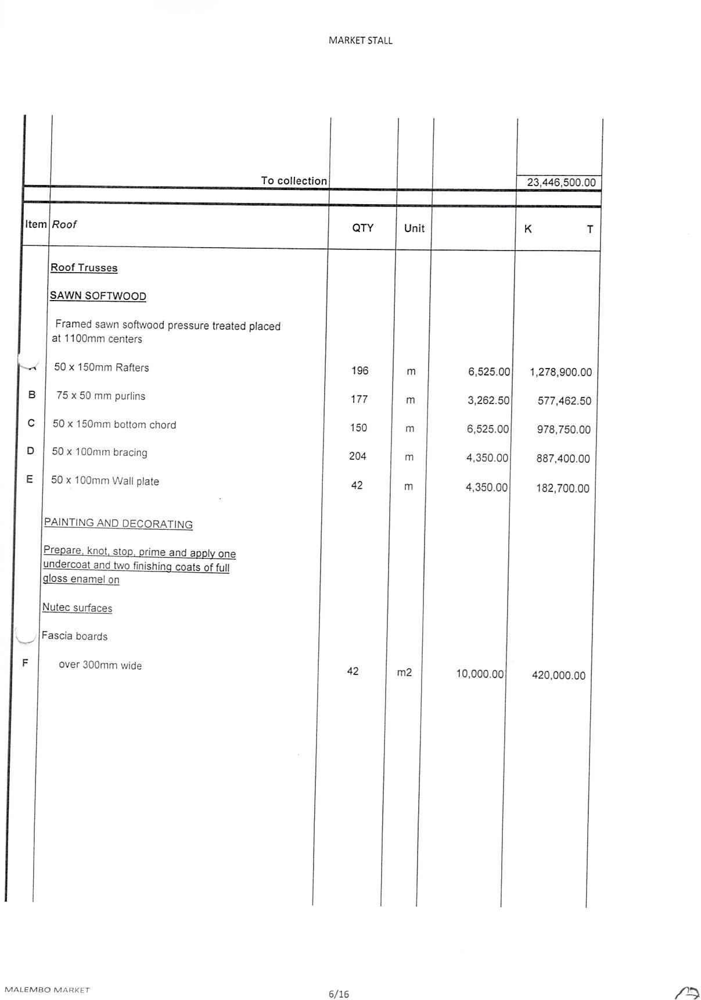 MARKET STALL
To collection 23,446,500.00
Item Roof QTY Unit K T
Roof Trusses
SAWN SOFTWOOD
Framed sawn softwood pressure treated placed
at 1100mm centers
50 x 150mm Rafters 196 m 6,525.00 1,278,900.00
B 75 x 50 mm purlins 177 m 3,262.50 577,462.50
C 50 x 150mm bottom chord 150 m 6,525.00 978,750.00
D 50 x 100mm bracing 204 m 4,350.00 887,400.00
E 50 x 100mm Wall plate 42 m 4,350.00 182,700.00
PAINTING AND DECORATING
Prepare, knot, stop, prime and apply one
undercoat and two finishing coats of full
gloss enamel on
Nutec surfaces
Fascia boards
F over 300mm wide 42 m2 10,000.00 420,000.00
MALEMBO MARKET 6/16